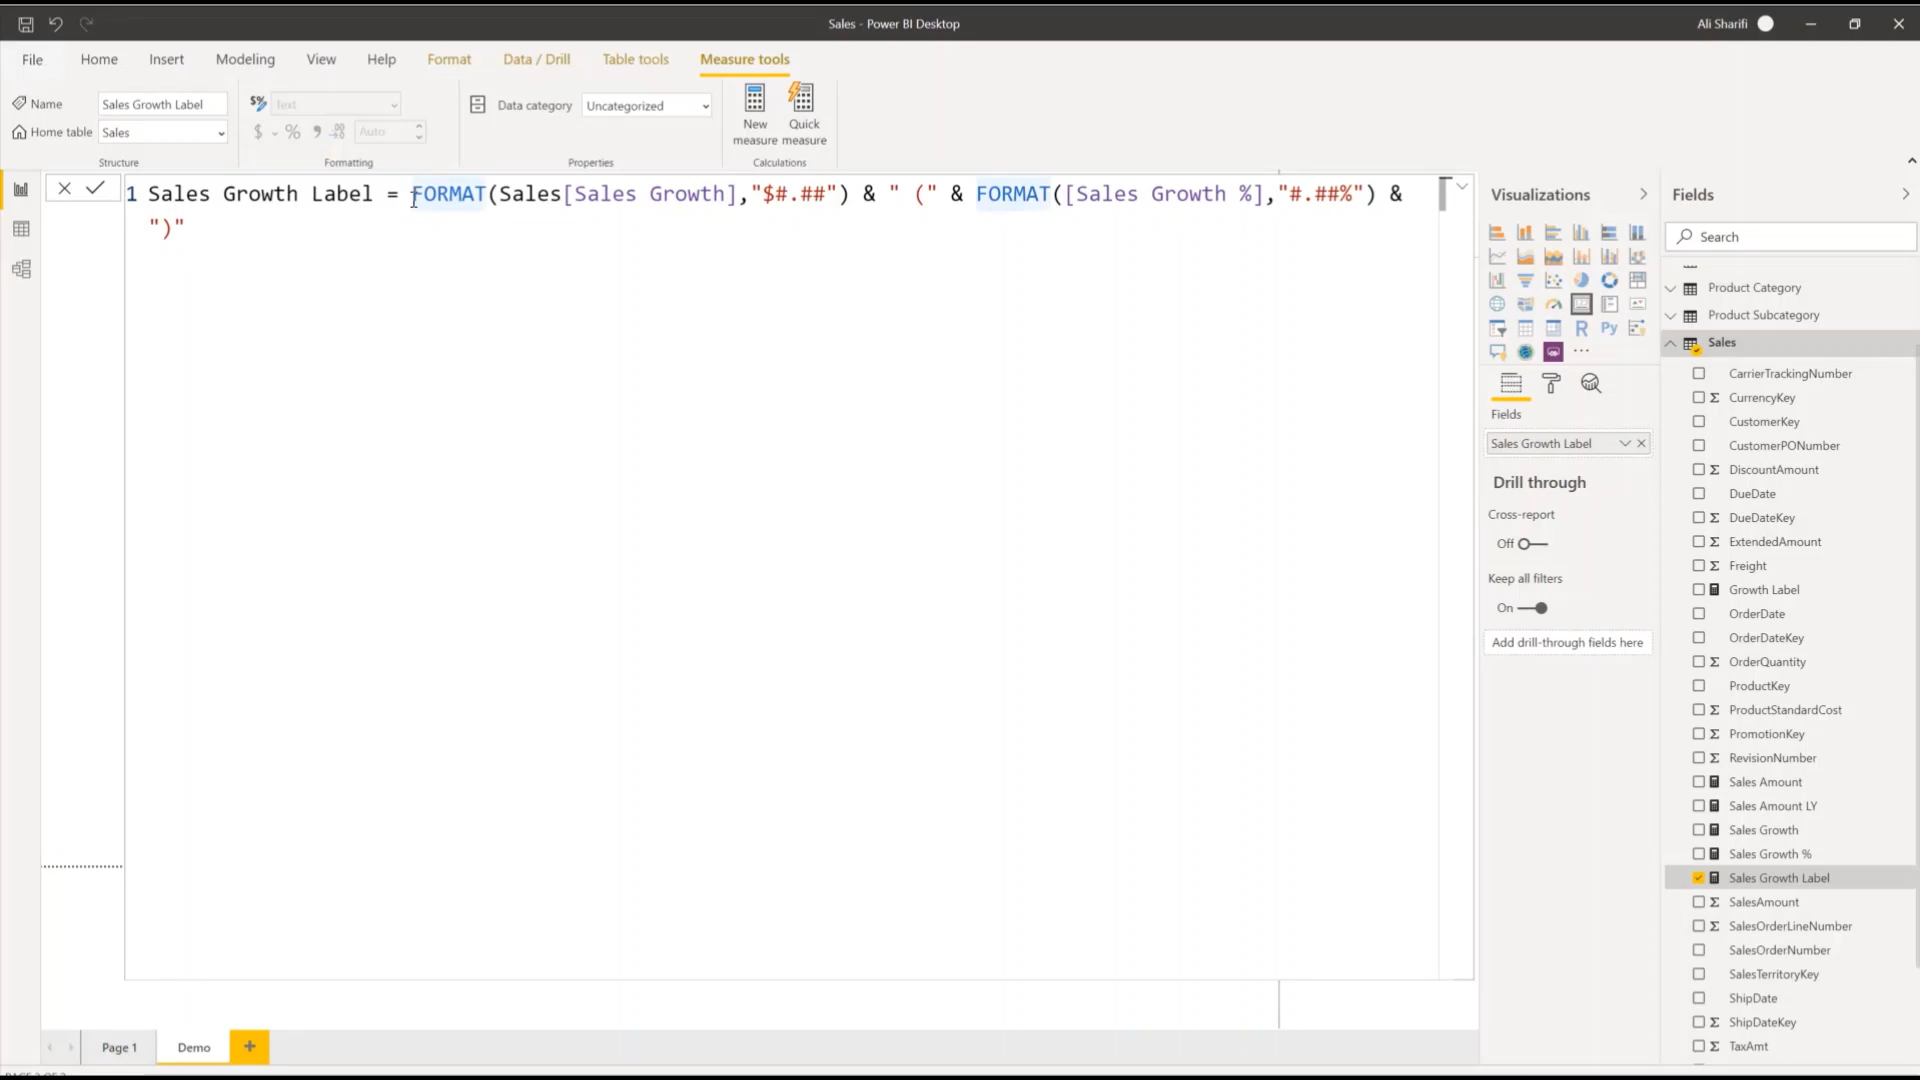 Sales - Power BI Desktop
Ali Sharifi
File Home Insert Modeling View Help Format Data / Drill Table tools Measure tools
Name Sales Growth Label
Home table Sales
Structure
Text
$ % Auto
Formatting
Data category Uncategorized
Properties
New measure
Quick measure
Calculations
1 Sales Growth Label = FORMAT(Sales[Sales Growth],"$#.##") & " (" & FORMAT([Sales Growth %],"#.##%") &
")"
Visualizations
R Py
Fields
Sales Growth Label
Drill through
Cross-report
Off
Keep all filters
On
Add drill-through fields here
Fields
Search
Product Category
Product Subcategory
Sales
CarrierTrackingNumber
CurrencyKey
CustomerKey
CustomerPONumber
DiscountAmount
DueDate
DueDateKey
ExtendedAmount
Freight
Growth Label
OrderDate
OrderDateKey
OrderQuantity
ProductKey
ProductStandardCost
PromotionKey
RevisionNumber
Sales Amount
Sales Amount LY
Sales Growth
Sales Growth %
Sales Growth Label
SalesAmount
SalesOrderLineNumber
SalesOrderNumber
SalesTerritoryKey
ShipDate
ShipDateKey
TaxAmt
Page 1 Demo +